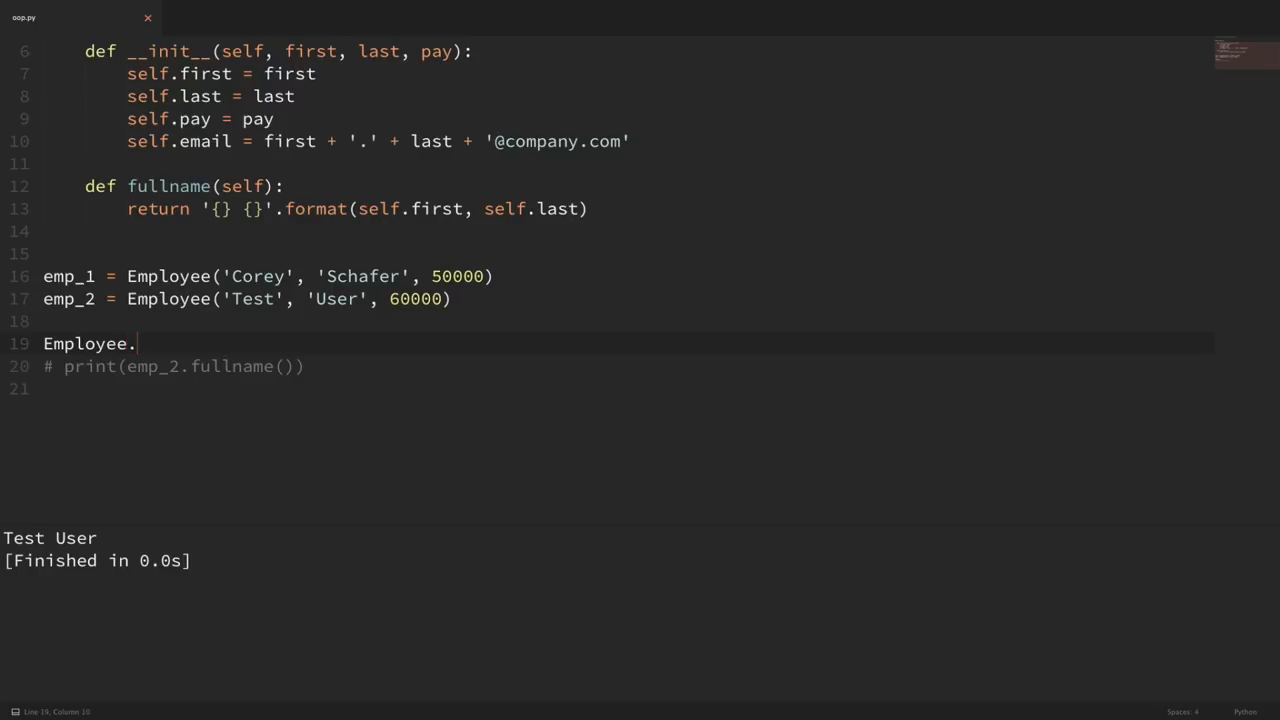 oop.py ×
6 def __init__(self, first, last, pay):
7 self.first = first
8 self.last = last
9 self.pay = pay
10 self.email = first + '.' + last + '@company.com'
11
12 def fullname(self):
13 return '{} {}'.format(self.first, self.last)
14
15
16 emp_1 = Employee('Corey', 'Schafer', 50000)
17 emp_2 = Employee('Test', 'User', 60000)
18
19 Employee.
20 # print(emp_2.fullname())
21
Test User
[Finished in 0.0s]
Line 19, Column 10 Spaces: 4 Python